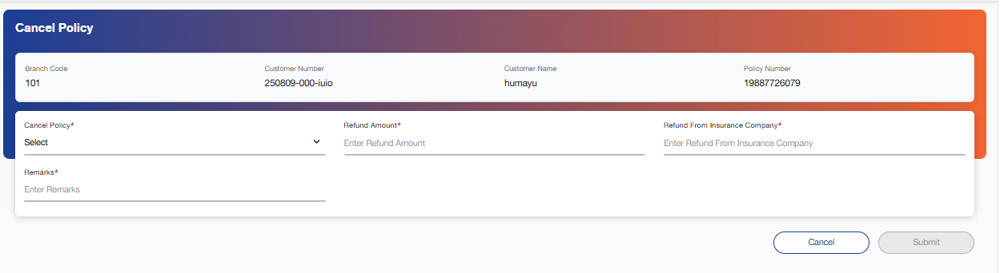 Cancel Policy
Branch Code Customer Number Customer Name Policy Number
101 250809-000-iuio humayu 19887726079
Cancel Policy* Refund Amount* Refund From Insurance Company*
Select Enter Refund Amount Enter Refund From Insurance Company
Remarks*
Enter Remarks
Cancel Submit